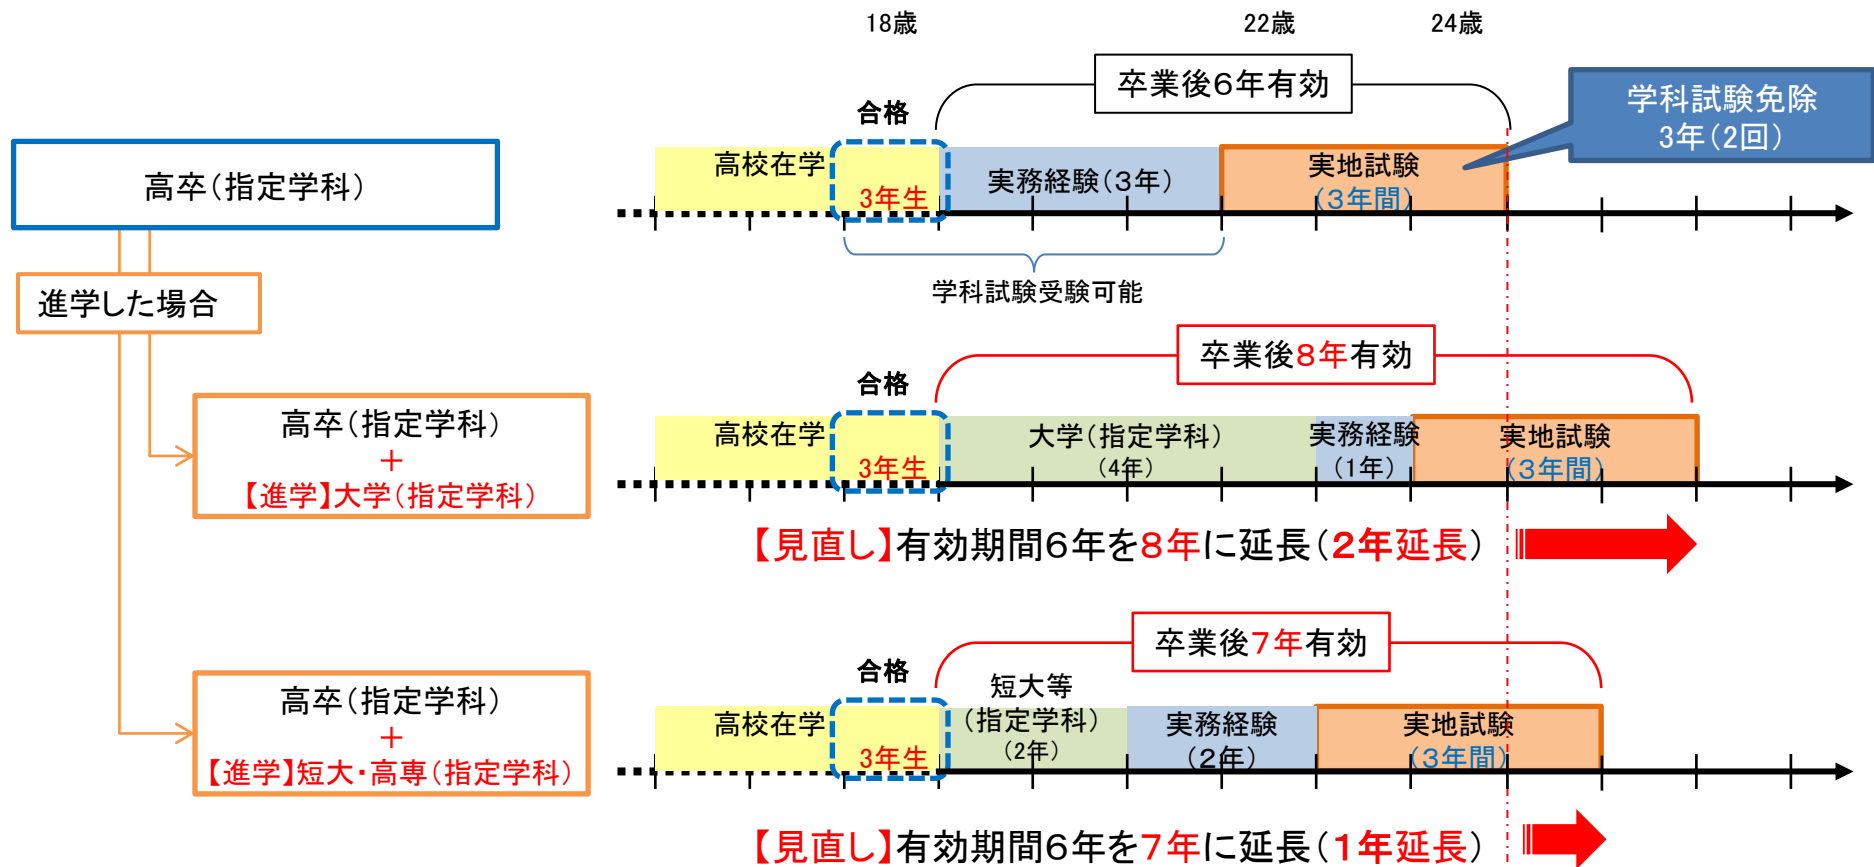 18歳
22歳
24歳
卒業後6年有効
学科試験免除
3年(2回)
合格
高卒(指定学科)
高校在学
3年生
実務経験(3年)
実地試験
(3年間)
学科試験受験可能
進学した場合
卒業後8年有効
合格
高卒(指定学科)
+
【進学】大学(指定学科)
高校在学
3年生
大学(指定学科)
(4年)
実務経験
(1年)
実地試験
(3年間)
【見直し】有効期間6年を8年に延長(2年延長)
卒業後7年有効
合格
高卒(指定学科)
+
【進学】短大・高専(指定学科)
高校在学
3年生
短大等
(指定学科)
(2年)
実務経験
(2年)
実地試験
(3年間)
【見直し】有効期間6年を7年に延長(1年延長)